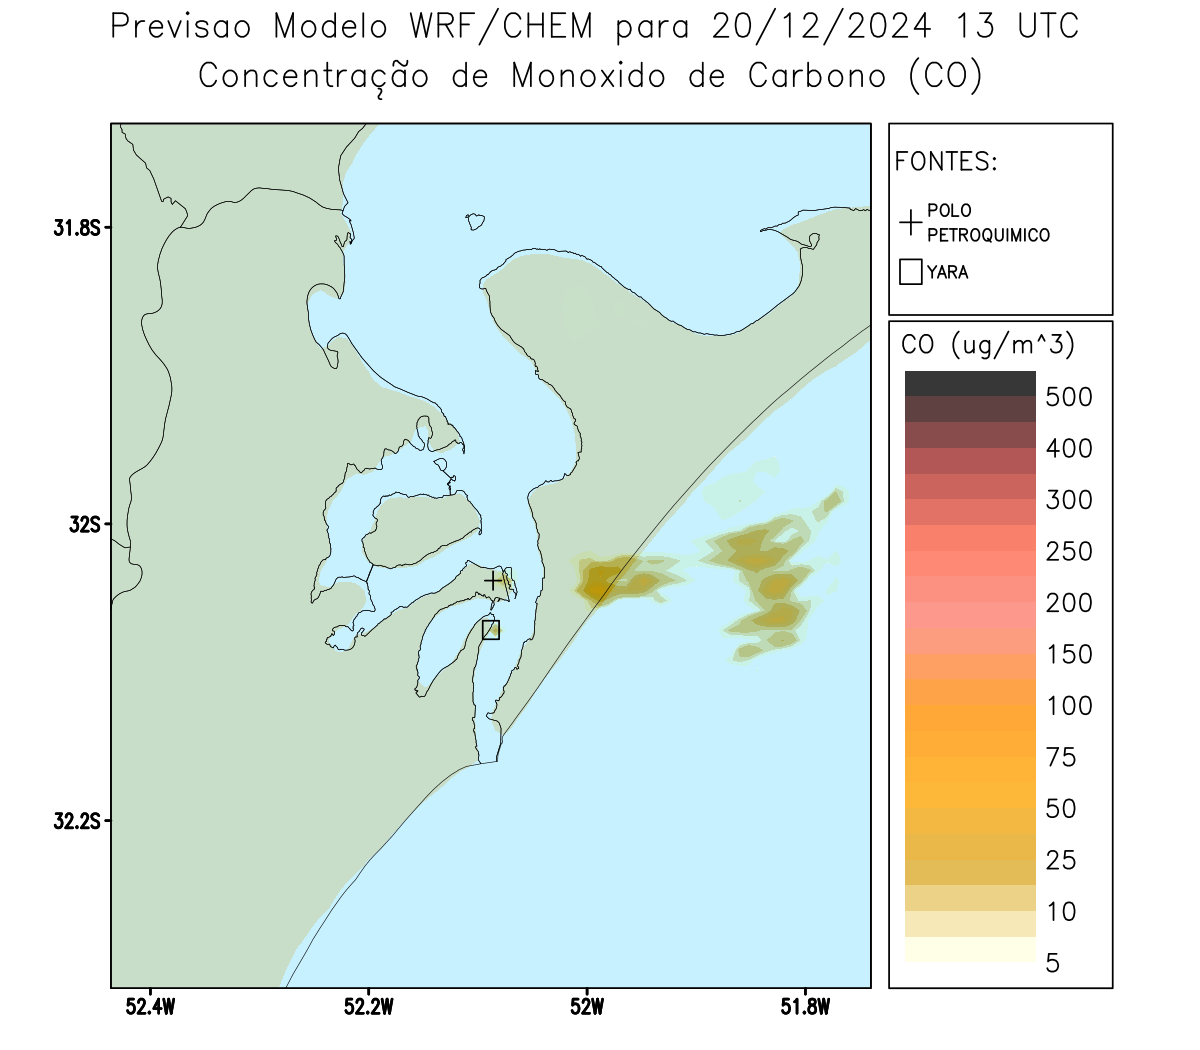 Previsao Modelo WRF/CHEM para 20/12/2024 13 UTC
Concentração de Monoxido de Carbono (CO)
FONTES:
POLO
PETROQUIMICO
YARA
CO (ug/m^3)
500
400
300
250
200
150
100
75
50
25
10
5
31.8S
32S
32.2S
52.4W
52.2W
52W
51.8W